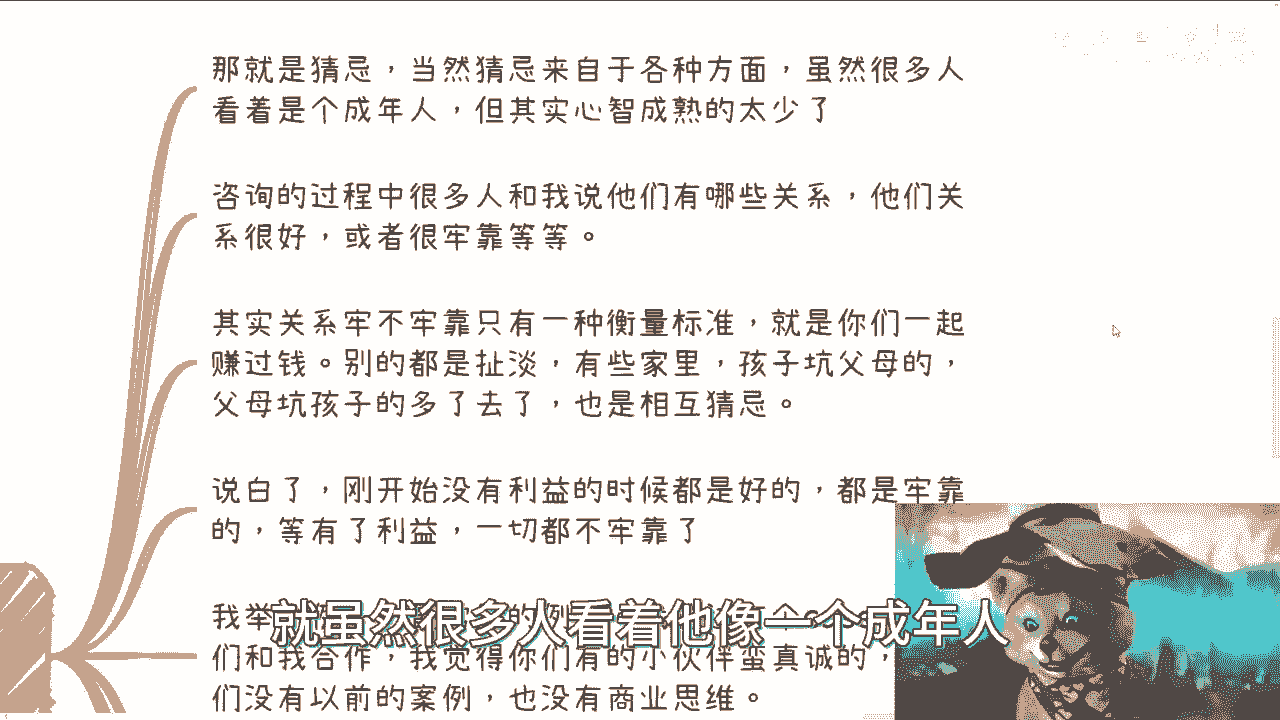 那就是猜忌，当然猜忌来自于各种方面，虽然很多人
看着是个成年人，但其实心智成熟的太少了
咨询的过程中很多人和我说他们有哪些关系，他们关
系很好，或者很牢靠等等。
其实关系牢不牢靠只有一种衡量标准，就是你们一起
赚过钱。别的都是扯淡，有些家里，孩子坑父母的，
父母坑孩子的多了去了，也是相互猜忌。
说白了，刚开始没有利益的时候都是好的，都是牢靠
的，等有了利益，一切都不牢靠了
我举
就虽然很多人看着他像一个成年人
们和我合作，我觉得你们有的小伙伴蛮真诚的，
们没有以前的案例，也没有商业思维。